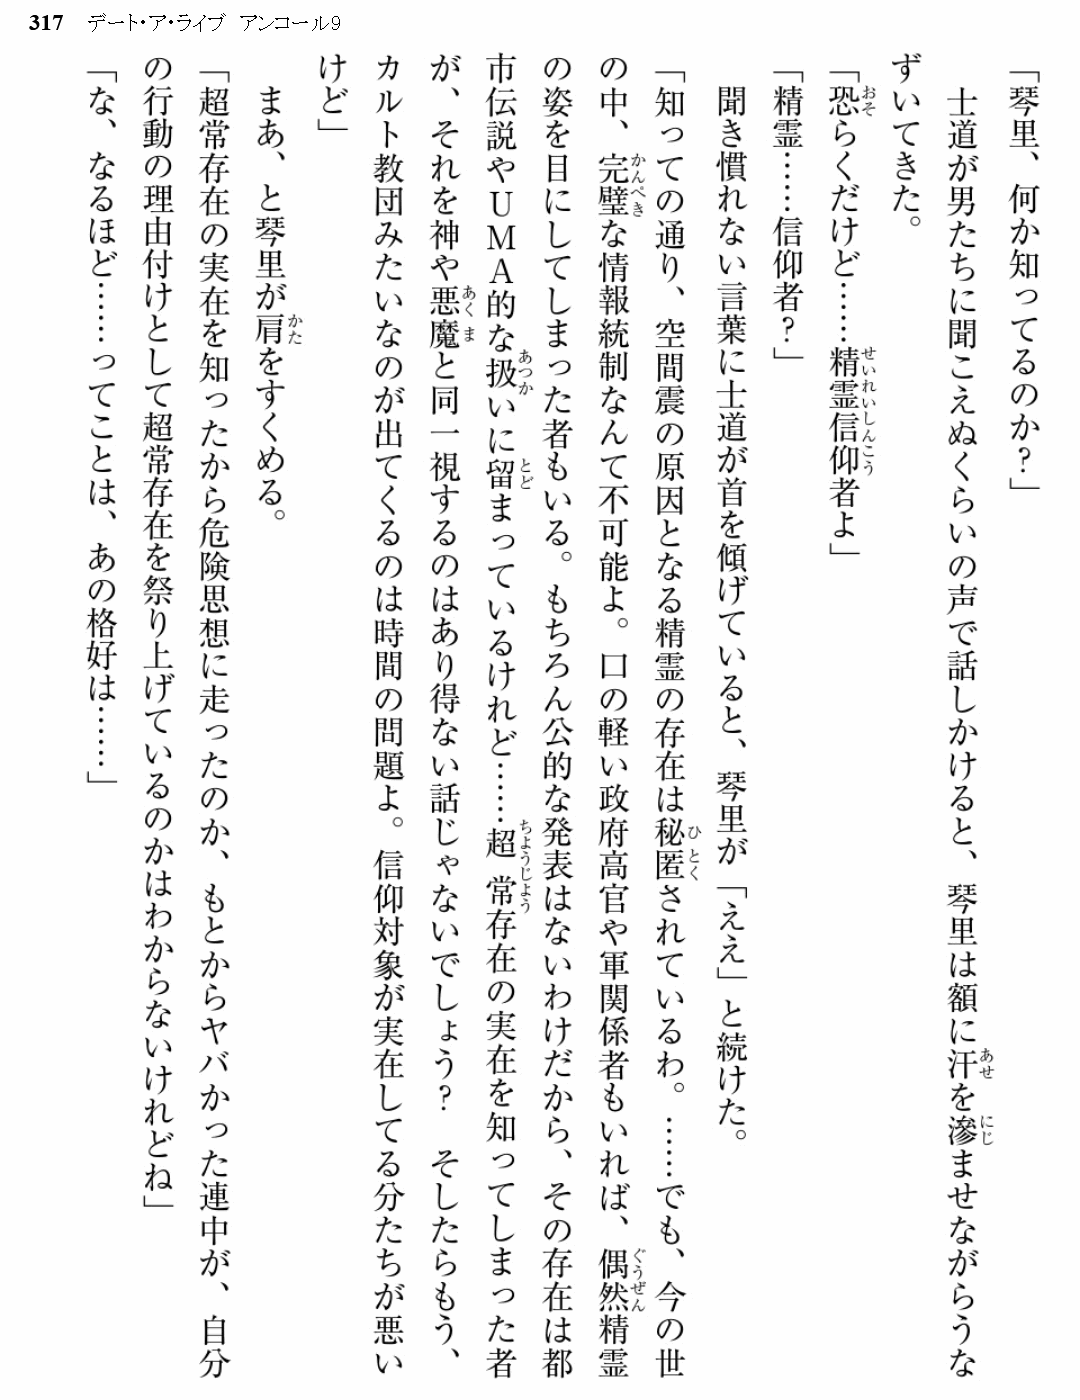 317 デート・ア・ライブ アンコール9
「琴里、何か知ってるのか？」
　士道が男たちに聞こえぬくらいの声で話しかけると、琴里は額に汗を滲ませながらうな
ずいてきた。
「恐らくだけど……精霊信仰者よ」
「精霊……信仰者？」
　聞き慣れない言葉に士道が首を傾げていると、琴里が「ええ」と続けた。
「知っての通り、空間震の原因となる精霊の存在は秘匿されているわ。……でも、今の世
の中、完璧な情報統制なんて不可能よ。口の軽い政府高官や軍関係者もいれば、偶然精霊
の姿を目にしてしまった者もいる。もちろん公的な発表はないわけだから、その存在は都
市伝説やUMA的な扱いに留まっているけれど……超常存在の実在を知ってしまった者
が、それを神や悪魔と同一視するのはあり得ない話じゃないでしょう？　そしたらもう、
カルト教団みたいなのが出てくるのは時間の問題よ。信仰対象が実在してる分たちが悪い
けど」
　まあ、と琴里が肩をすくめる。
「超常存在の実在を知ったから危険思想に走ったのか、もとからヤバかった連中が、自分
の行動の理由付けとして超常存在を祭り上げているのかはわからないけれどね」
「な、なるほど……ってことは、あの格好は……」